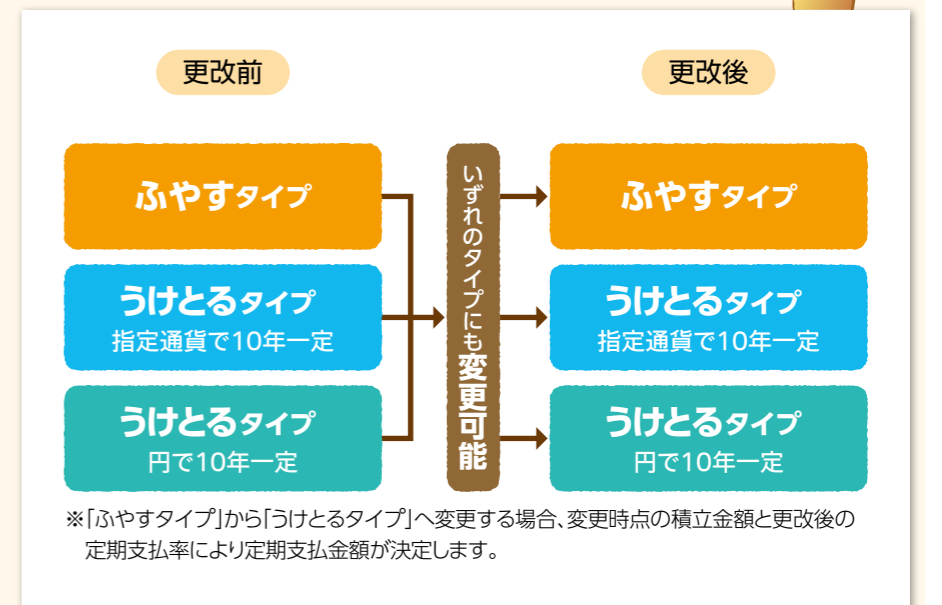 更改前
更改後
ふやすタイプ
うけとるタイプ
指定通貨で10年一定
うけとるタイプ
円で10年一定
いずれのタイプにも変更可能
ふやすタイプ
うけとるタイプ
指定通貨で10年一定
うけとるタイプ
円で10年一定
※「ふやすタイプ」から「うけとるタイプ」へ変更する場合、変更時点の積立金額と更改後の
定期支払率により定期支払金額が決定します。